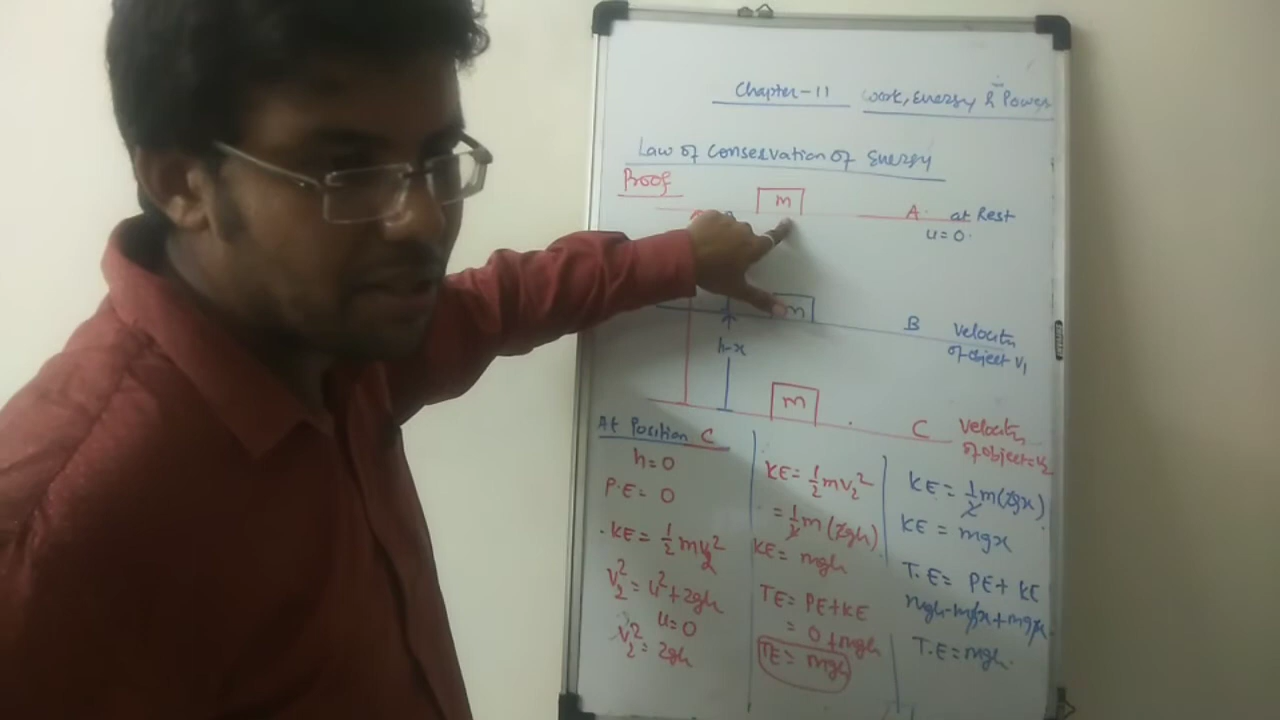 Chapter-11 Work, Energy & Power
Law of Conservation of Energy
Proof
m
A. at Rest
u=0.
m
B Velocity
of object v₁
h-x
m
C Velocity
of object=v₂
At Position C
h=0
P.E= 0
KE= ½mv₂²
v₂²= u²+2gh
u=0
v₂²= 2gh
KE= ½mv₂²
= ½m(2gh)
KE= mgh
TE= PE+KE
= 0+mgh
TE= mgh
KE= ½m(2gx)
KE= mgx
T.E= PE+ KE
mgh-mgx+mgx.
T.E=mgh.